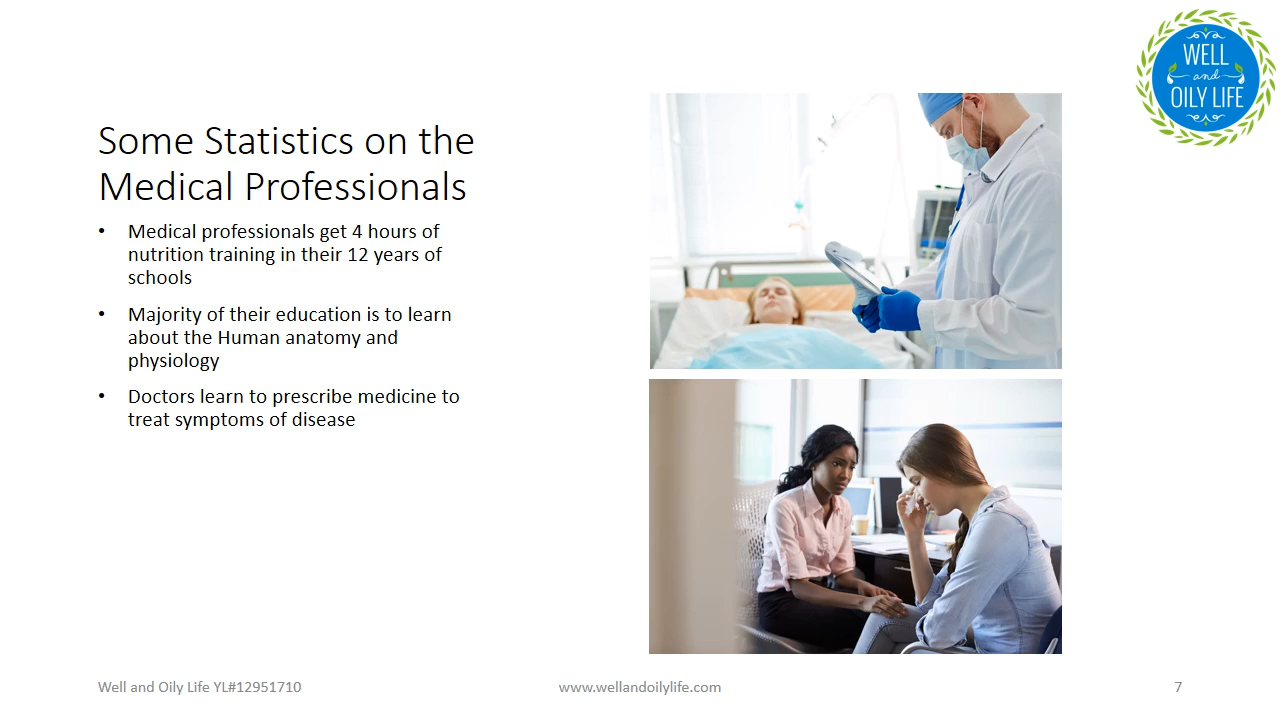 WELL
and
OILY LIFE
Some Statistics on the
Medical Professionals
• Medical professionals get 4 hours of
nutrition training in their 12 years of
schools
• Majority of their education is to learn
about the Human anatomy and
physiology
• Doctors learn to prescribe medicine to
treat symptoms of disease
Well and Oily Life YL#12951710
www.wellandoilylife.com
7